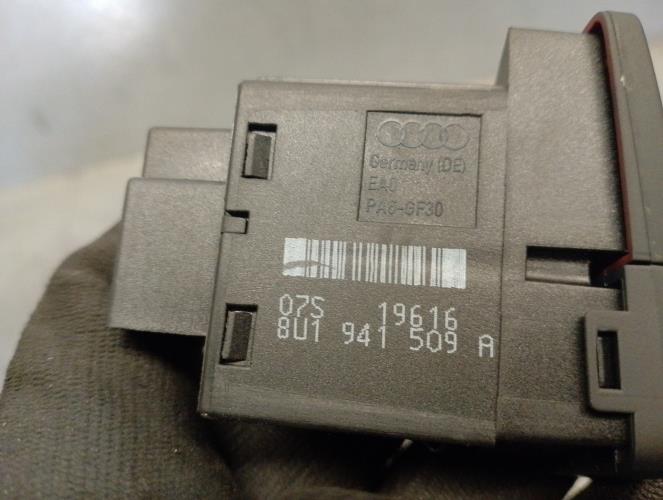 Germany (DE)
EA0
PA6-GF30
07S 19616
8U1 941 509 A